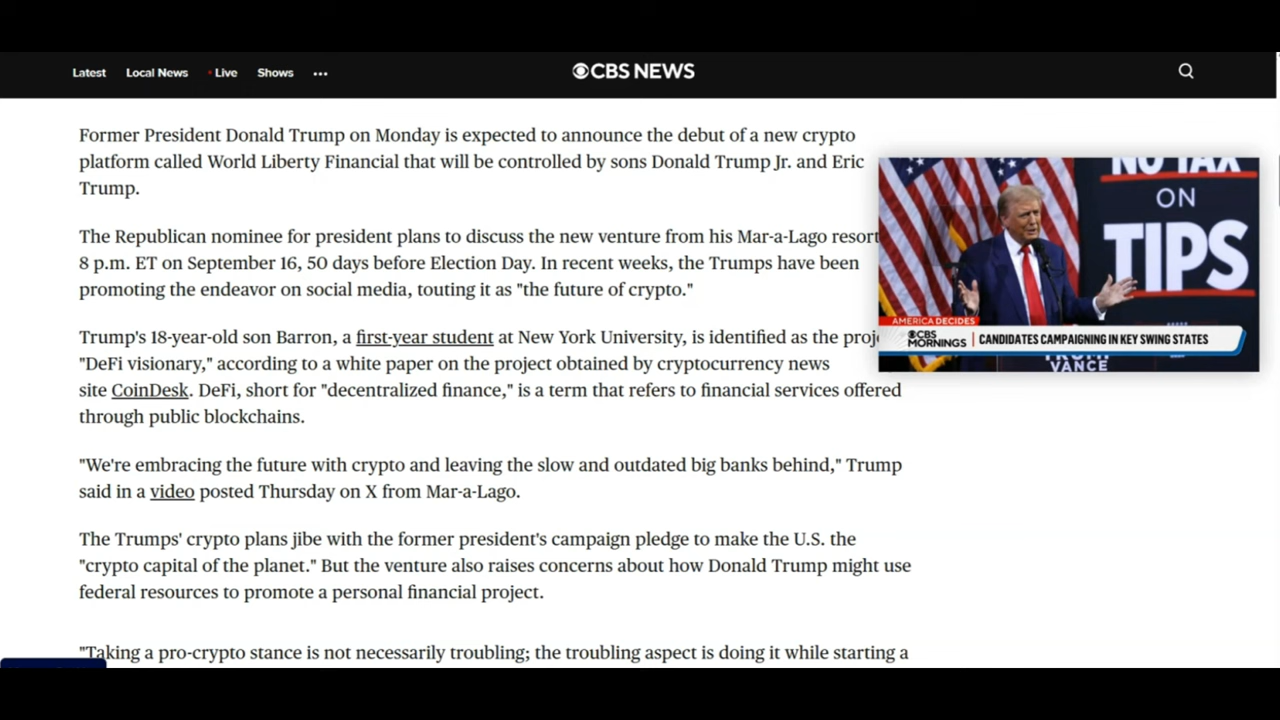 Latest Local News Live Shows ...
CBS NEWS
Former President Donald Trump on Monday is expected to announce the debut of a new crypto
platform called World Liberty Financial that will be controlled by sons Donald Trump Jr. and Eric
Trump.
The Republican nominee for president plans to discuss the new venture from his Mar-a-Lago resort
8 p.m. ET on September 16, 50 days before Election Day. In recent weeks, the Trumps have been
promoting the endeavor on social media, touting it as "the future of crypto."
Trump's 18-year-old son Barron, a first-year student at New York University, is identified as the proj
"DeFi visionary," according to a white paper on the project obtained by cryptocurrency news
site CoinDesk. DeFi, short for "decentralized finance," is a term that refers to financial services offered
through public blockchains.
"We're embracing the future with crypto and leaving the slow and outdated big banks behind," Trump
said in a video posted Thursday on X from Mar-a-Lago.
The Trumps' crypto plans jibe with the former president's campaign pledge to make the U.S. the
"crypto capital of the planet." But the venture also raises concerns about how Donald Trump might use
federal resources to promote a personal financial project.
"Taking a pro-crypto stance is not necessarily troubling; the troubling aspect is doing it while starting a
NO TAX
ON
TIPS
AMERICA DECIDES
CBS
MORNINGS
CANDIDATES CAMPAIGNING IN KEY SWING STATES
TRUMP
VANCE